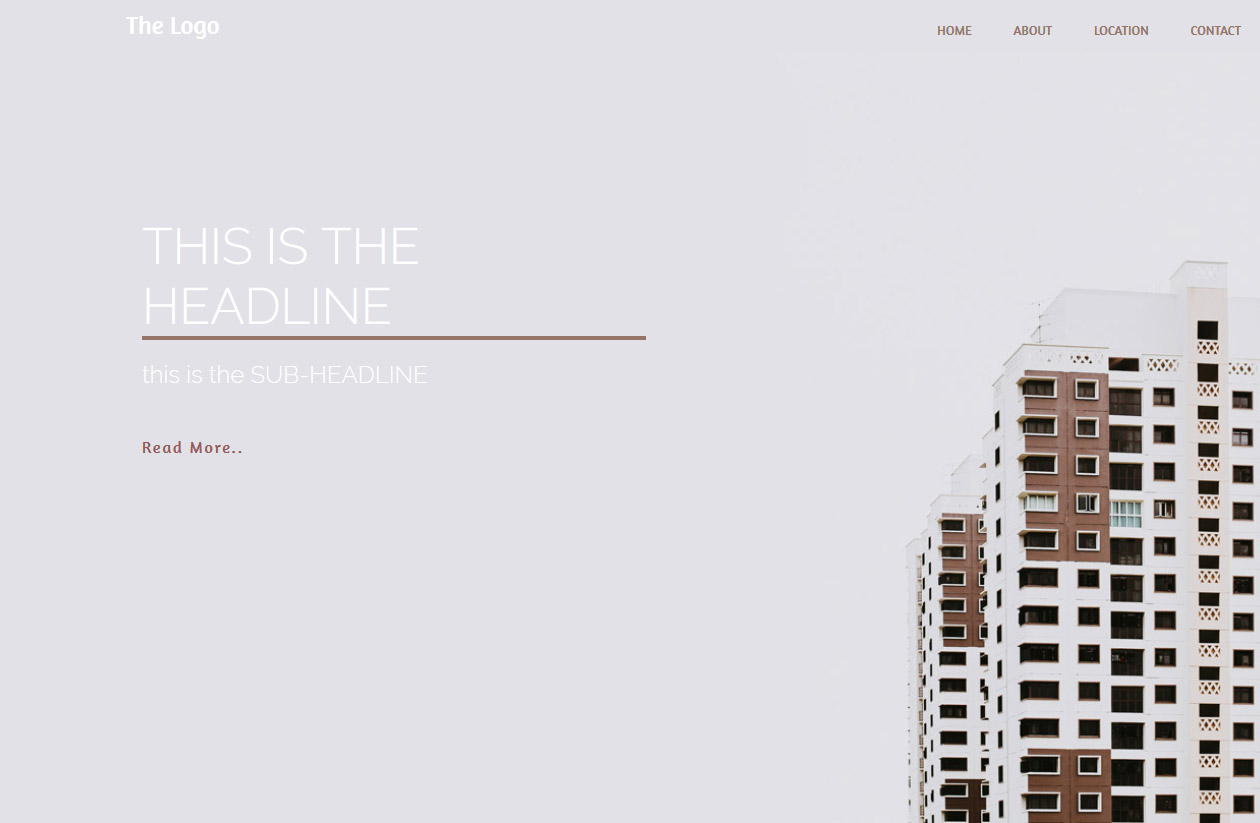 The Logo
HOME ABOUT LOCATION CONTACT
THIS IS THE
HEADLINE
this is the SUB-HEADLINE
Read More..